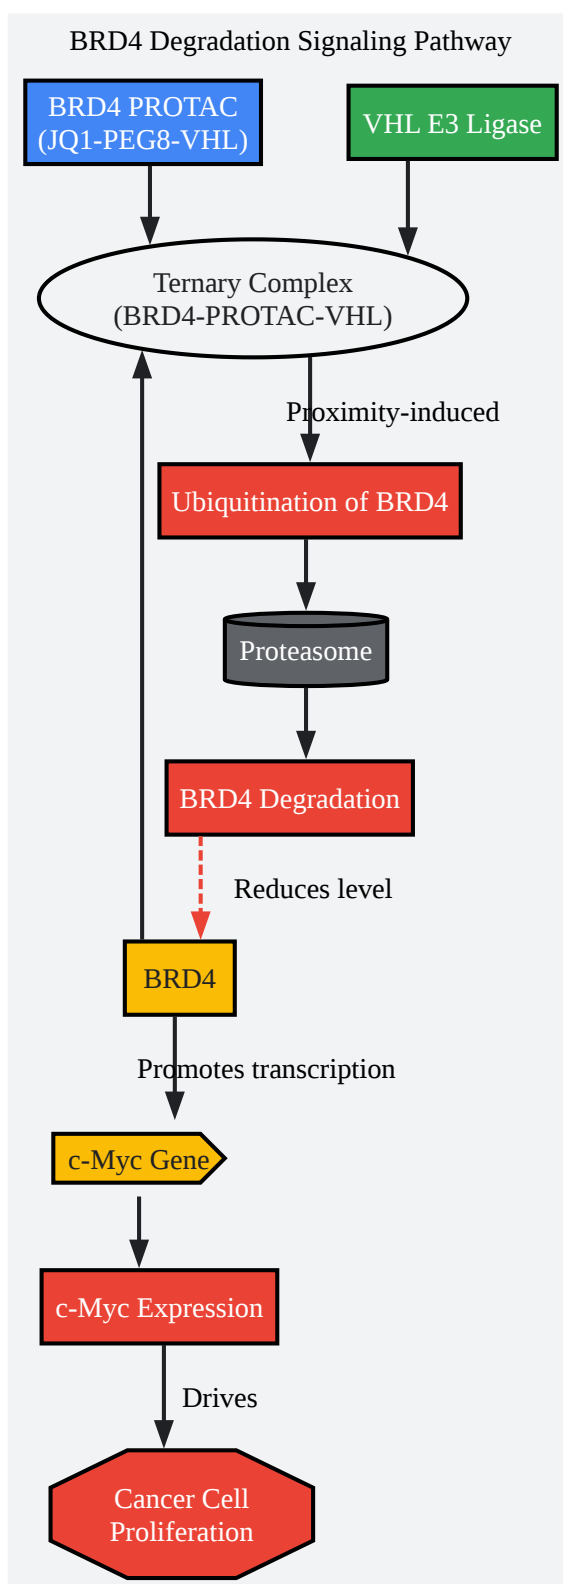 BRD4 Degradation Signaling Pathway
BRD4 PROTAC
(JQ1-PEG8-VHL)
VHL E3 Ligase
Ternary Complex
(BRD4-PROTAC-VHL)
Proximity-induced
Ubiquitination of BRD4
Proteasome
BRD4 Degradation
Reduces level
BRD4
Promotes transcription
c-Myc Gene
c-Myc Expression
Drives
Cancer Cell
Proliferation